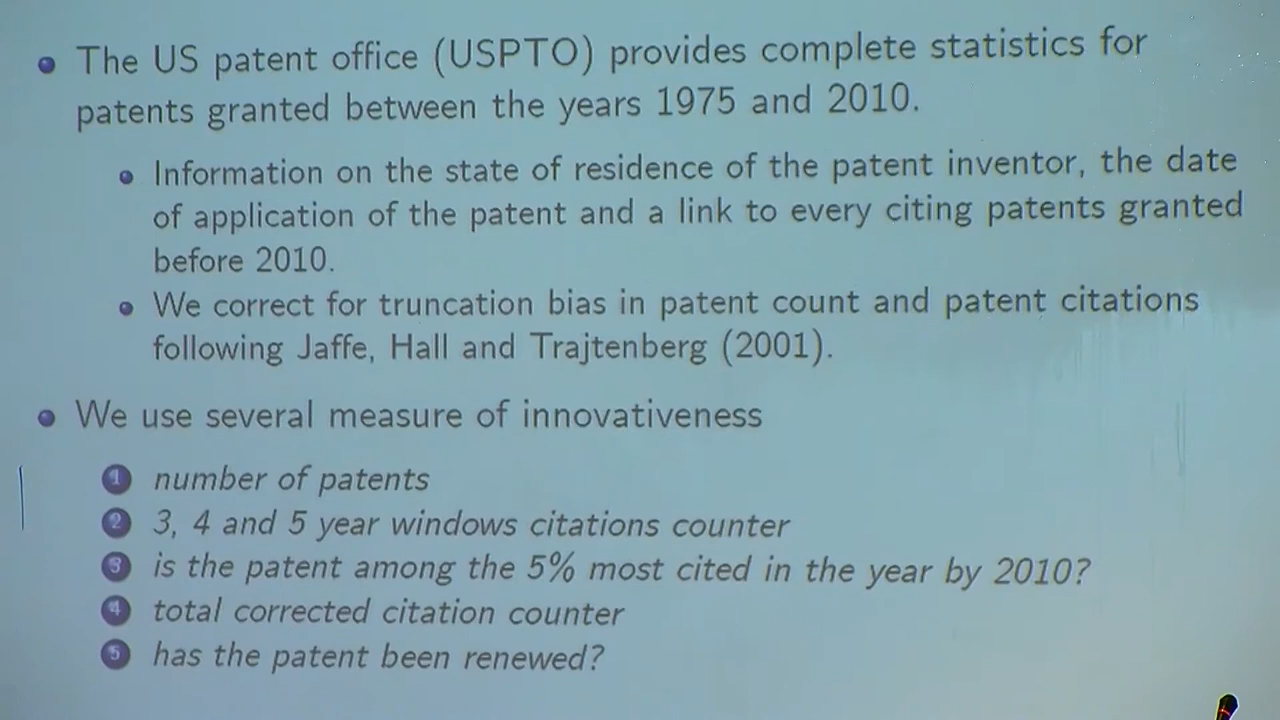 The US patent office (USPTO) provides complete statistics for
patents granted between the years 1975 and 2010.
Information on the state of residence of the patent inventor, the date
of application of the patent and a link to every citing patents granted
before 2010.
We correct for truncation bias in patent count and patent citations
following Jaffe, Hall and Trajtenberg (2001).
We use several measure of innovativeness
1 number of patents
2 3, 4 and 5 year windows citations counter
3 is the patent among the 5% most cited in the year by 2010?
4 total corrected citation counter
5 has the patent been renewed?